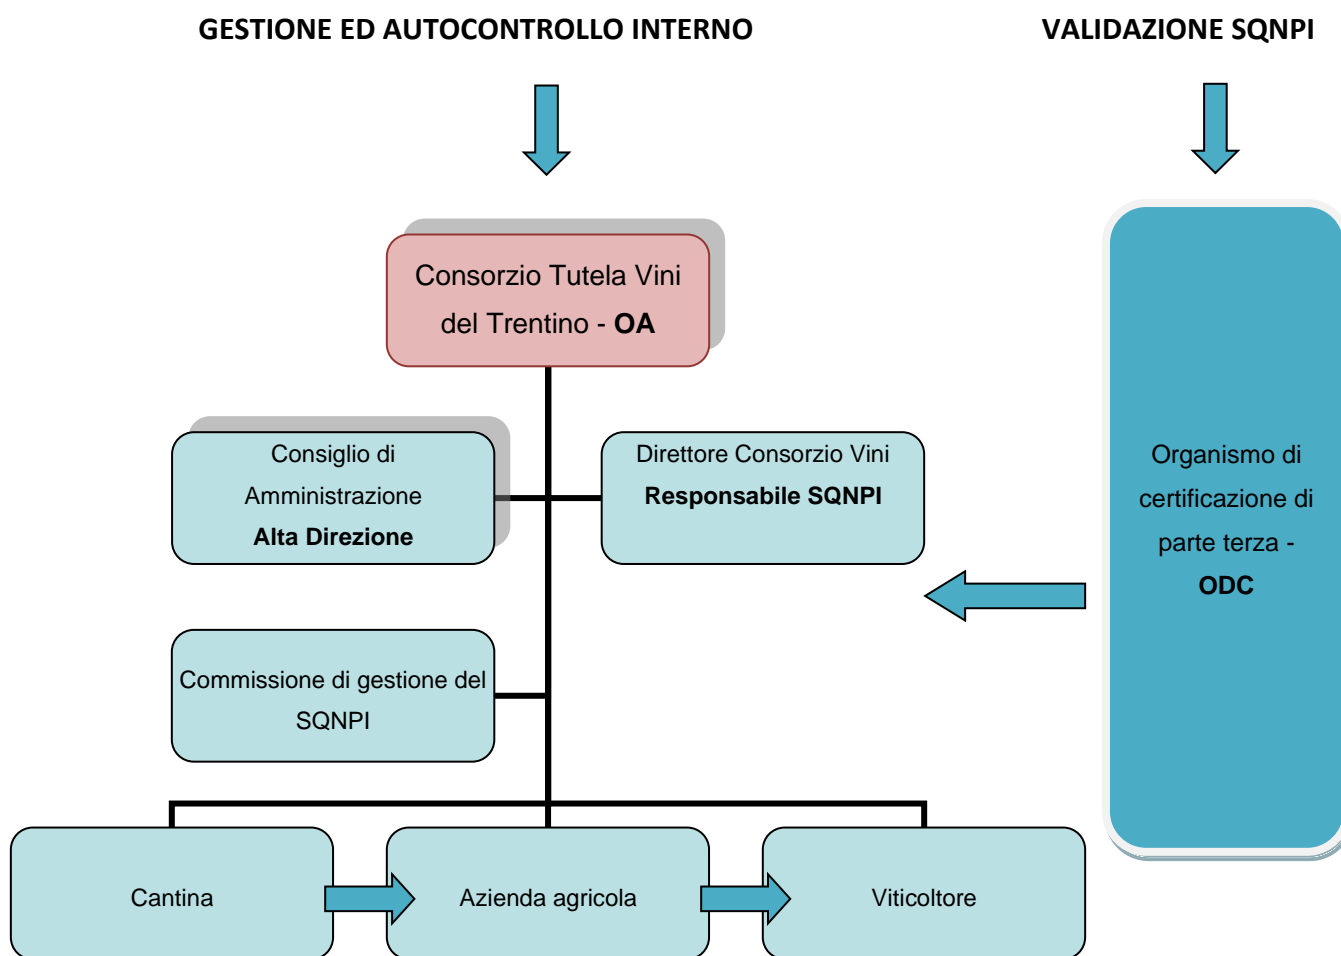 GESTIONE ED AUTOCONTROLLO INTERNO
VALIDAZIONE SQNPI
Consorzio Tutela Vini
del Trentino - OA
Consiglio di
Amministrazione
Alta Direzione
Direttore Consorzio Vini
Responsabile SQNPI
Organismo di
certificazione di
parte terza -
ODC
Commissione di gestione del
SQNPI
Cantina
Azienda agricola
Viticoltore